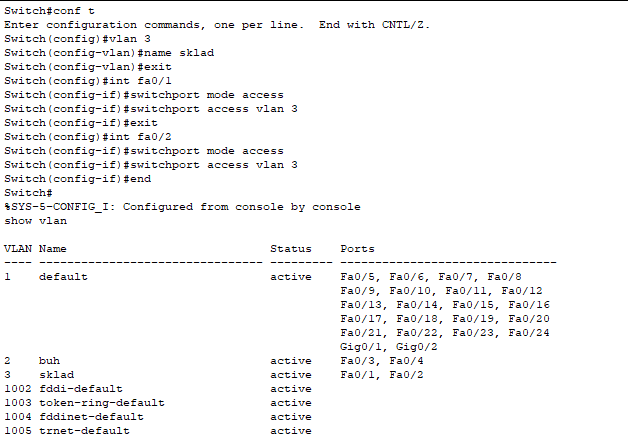 Switch#conf t
Enter configuration commands, one per line.  End with CNTL/Z.
Switch(config)#vlan 3
Switch(config-vlan)#name sklad
Switch(config-vlan)#exit
Switch(config)#int fa0/1
Switch(config-if)#switchport mode access
Switch(config-if)#switchport access vlan 3
Switch(config-if)#exit
Switch(config)#int fa0/2
Switch(config-if)#switchport mode access
Switch(config-if)#switchport access vlan 3
Switch(config-if)#end
Switch#
%SYS-5-CONFIG_I: Configured from console by console
show vlan

VLAN Name                             Status    Ports
---- -------------------------------- --------- -------------------------------
1    default                          active    Fa0/5, Fa0/6, Fa0/7, Fa0/8
                                                Fa0/9, Fa0/10, Fa0/11, Fa0/12
                                                Fa0/13, Fa0/14, Fa0/15, Fa0/16
                                                Fa0/17, Fa0/18, Fa0/19, Fa0/20
                                                Fa0/21, Fa0/22, Fa0/23, Fa0/24
                                                Gig0/1, Gig0/2
2    buh                              active    Fa0/3, Fa0/4
3    sklad                            active    Fa0/1, Fa0/2
1002 fddi-default                     active
1003 token-ring-default               active
1004 fddinet-default                  active
1005 trnet-default                    active